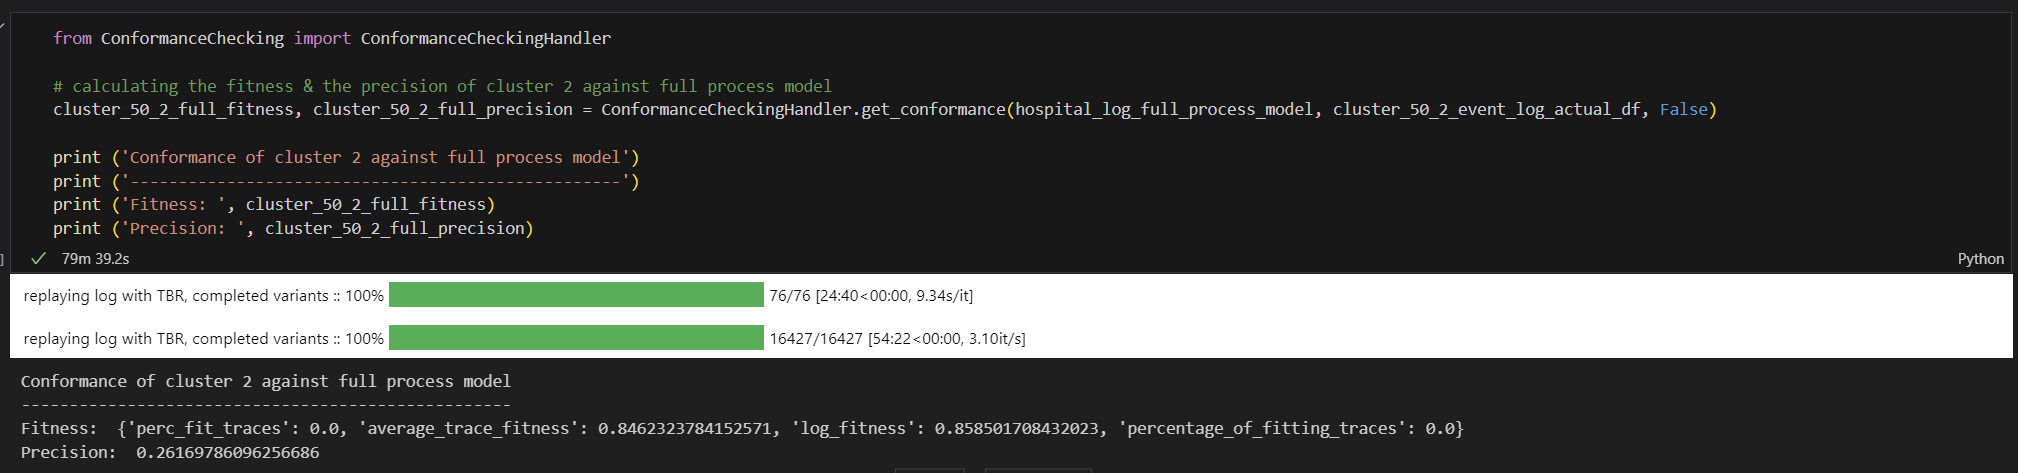 from ConformanceChecking import ConformanceCheckingHandler
# calculating the fitness & the precision of cluster 2 against full process model
cluster_50_2_full_fitness, cluster_50_2_full_precision = ConformanceCheckingHandler.get_conformance(hospital_log_full_process_model, cluster_50_2_event_log_actual_df, False)
print ('Conformance of cluster 2 against full process model')
print ('---------------------------------------------------')
print ('Fitness: ', cluster_50_2_full_fitness)
print ('Precision: ', cluster_50_2_full_precision)
] 79m 39.2s Python
replaying log with TBR, completed variants :: 100% 76/76 [24:40<00:00, 9.34s/it]
replaying log with TBR, completed variants :: 100% 16427/16427 [54:22<00:00, 3.10it/s]
Conformance of cluster 2 against full process model
---------------------------------------------------
Fitness:  {'perc_fit_traces': 0.0, 'average_trace_fitness': 0.8462323784152571, 'log_fitness': 0.858501708432023, 'percentage_of_fitting_traces': 0.0}
Precision:  0.26169786096256686